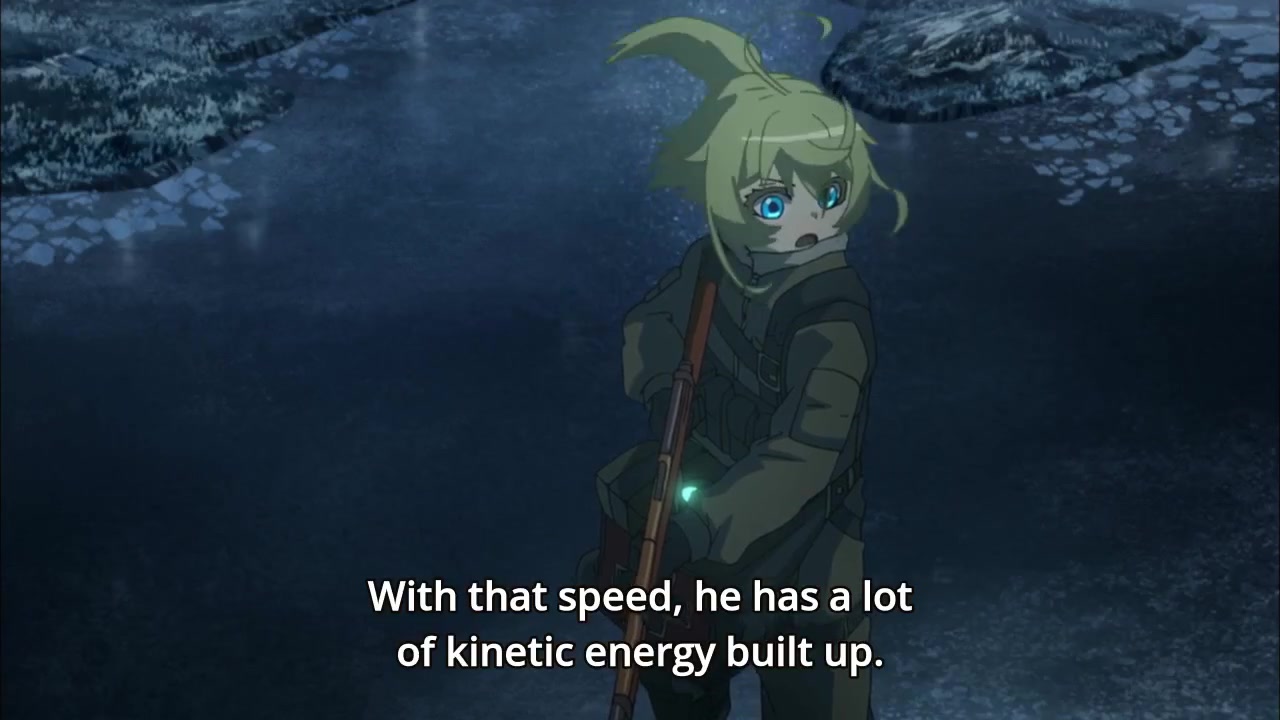 With that speed, he has a lot
of kinetic energy built up.